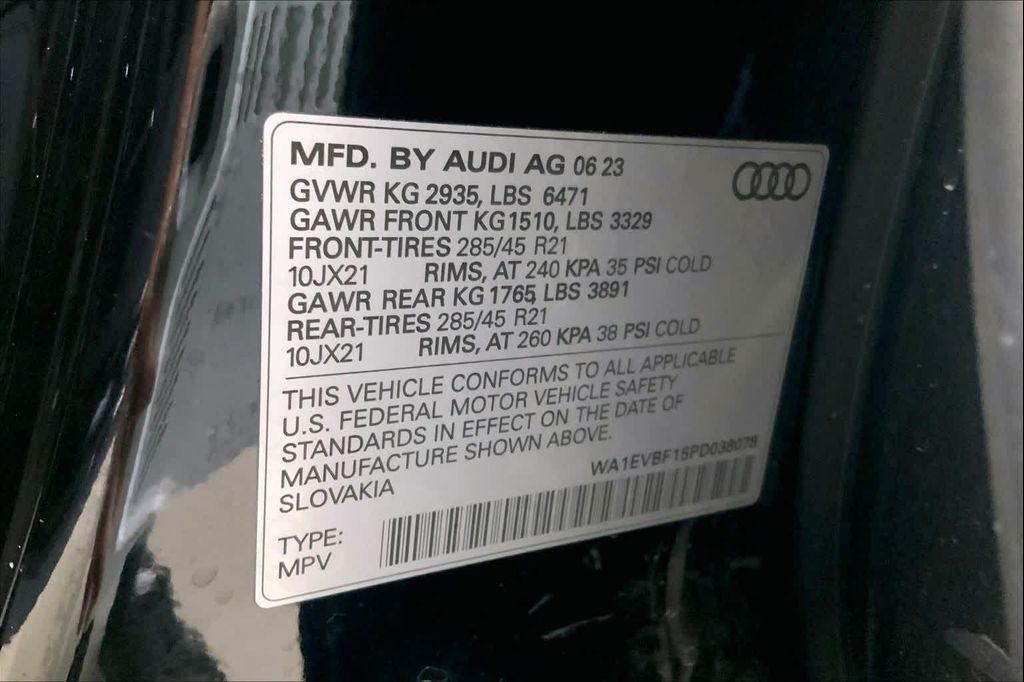 MFD. BY AUDI AG 06 23
GVWR KG 2935, LBS 6471
GAWR FRONT KG1510, LBS 3329
FRONT-TIRES 285/45 R21
10JX21 RIMS, AT 240 KPA 35 PSI COLD
GAWR REAR KG 1765, LBS 3891
REAR-TIRES 285/45 R21
10JX21 RIMS, AT 260 KPA 38 PSI COLD
THIS VEHICLE CONFORMS TO ALL APPLICABLE
U.S. FEDERAL MOTOR VEHICLE SAFETY
STANDARDS IN EFFECT ON THE DATE OF
MANUFACTURE SHOWN ABOVE.
SLOVAKIA
WA1EVBF15PD038079
TYPE:
MPV